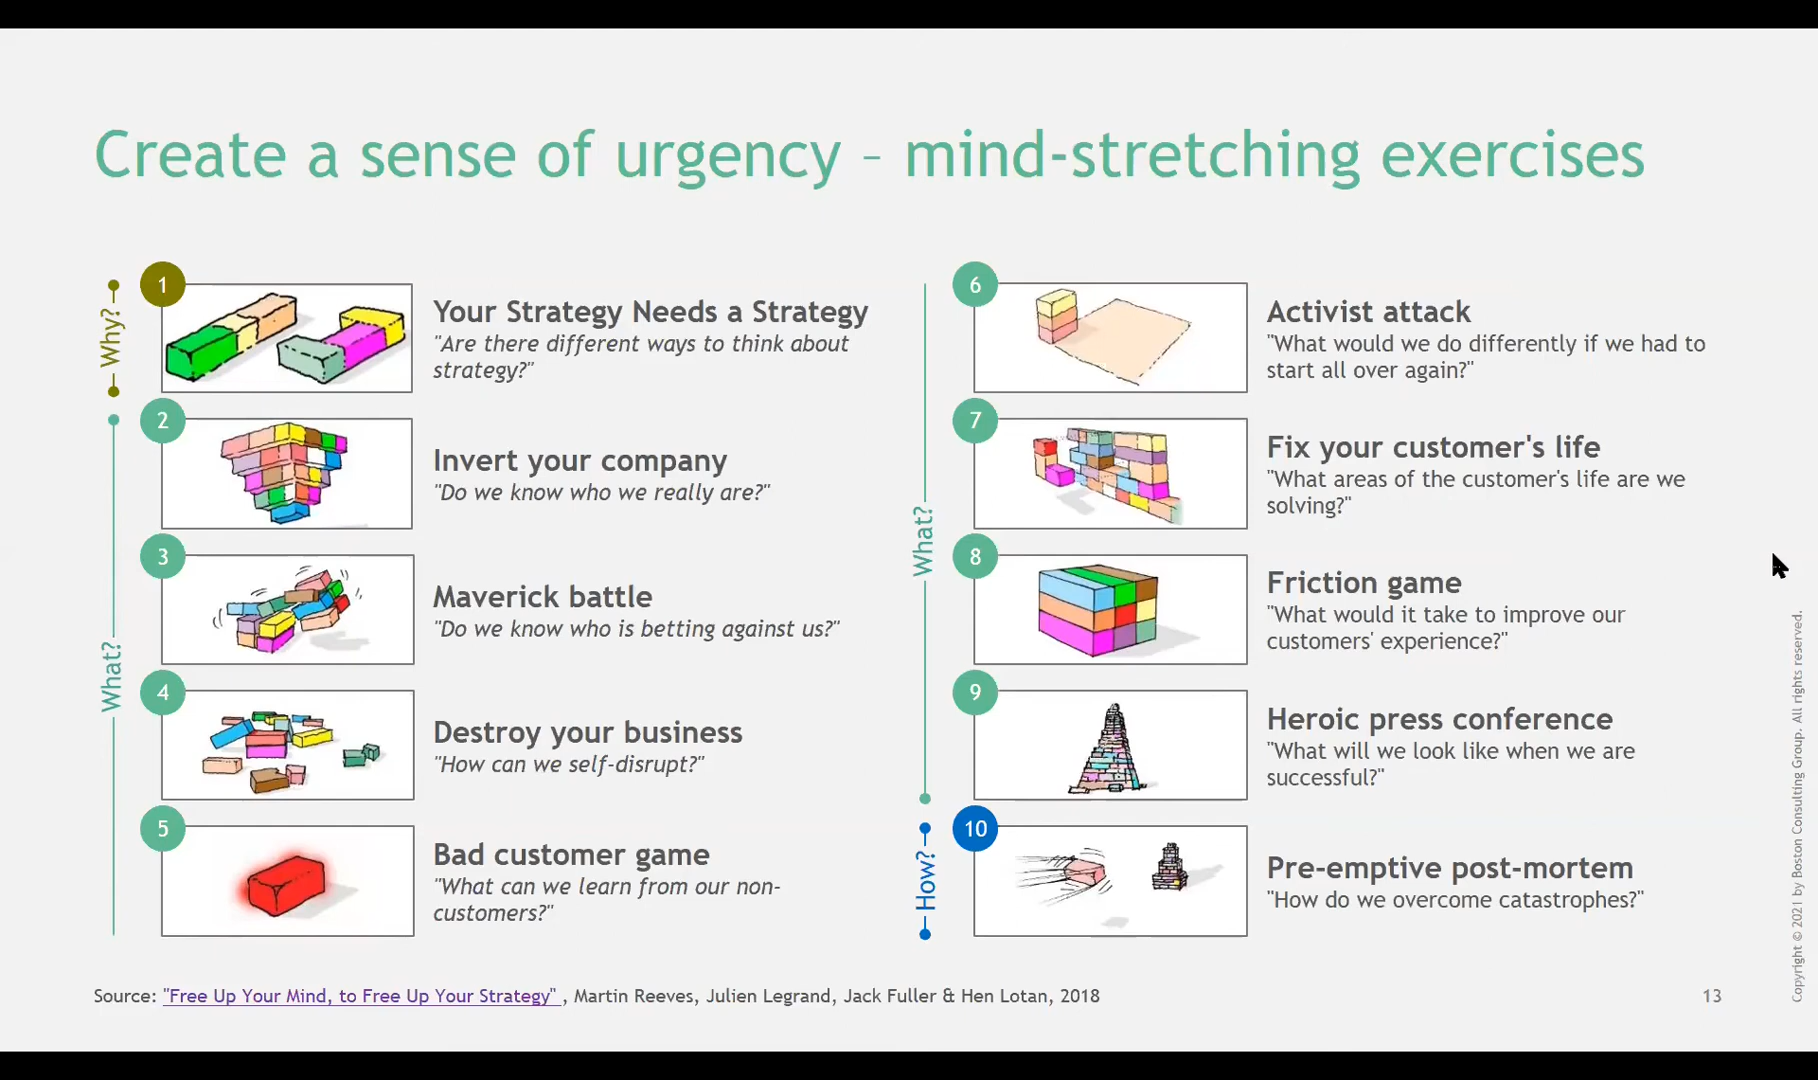 Create a sense of urgency – mind-stretching exercises
Why?
1
Your Strategy Needs a Strategy
"Are there different ways to think about
strategy?"
What?
2
Invert your company
"Do we know who we really are?"
3
Maverick battle
"Do we know who is betting against us?"
4
Destroy your business
"How can we self-disrupt?"
5
Bad customer game
"What can we learn from our non-
customers?"
What?
6
Activist attack
"What would we do differently if we had to
start all over again?"
7
Fix your customer's life
"What areas of the customer's life are we
solving?"
8
Friction game
"What would it take to improve our
customers' experience?"
9
Heroic press conference
"What will we look like when we are
successful?"
How?
10
Pre-emptive post-mortem
"How do we overcome catastrophes?"
Source: "Free Up Your Mind, to Free Up Your Strategy" , Martin Reeves, Julien Legrand, Jack Fuller & Hen Lotan, 2018
13
Copyright © 2021 by Boston Consulting Group. All rights reserved.